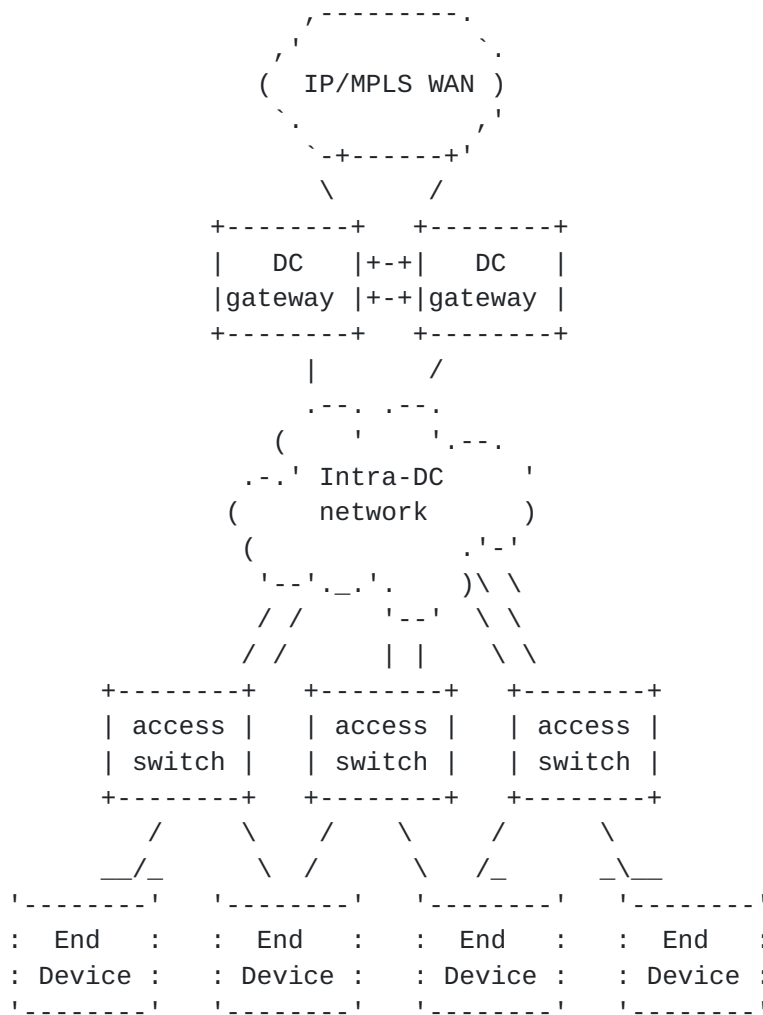 IP/MPLS WAN
DC DC
gateway gateway
Intra-DC
network
access access access
switch switch switch
End End End End
Device Device Device Device